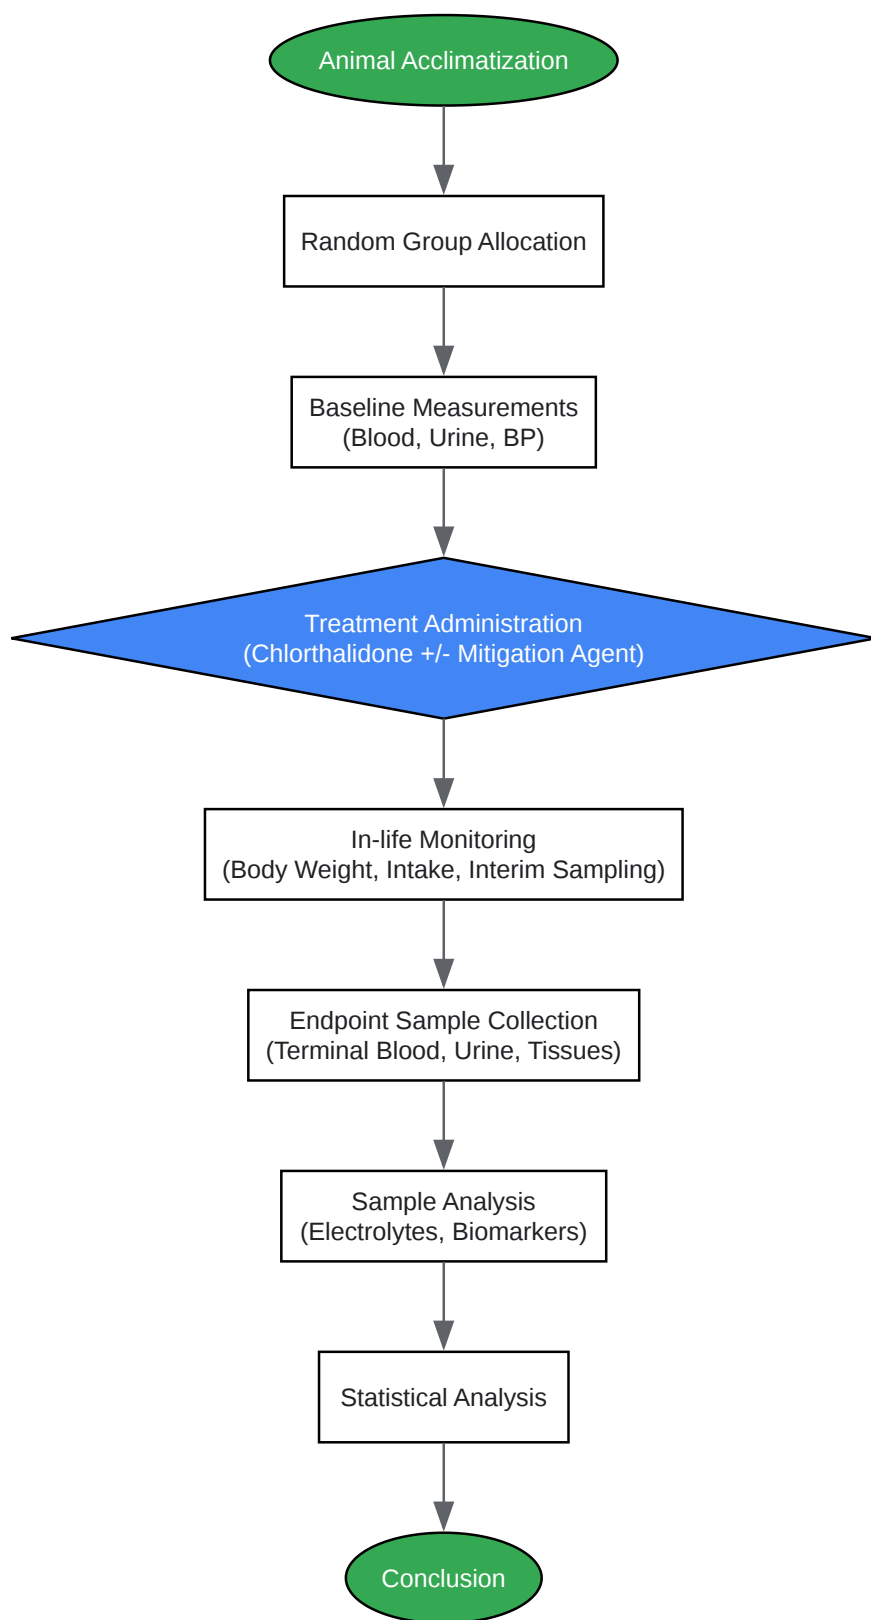 Animal Acclimatization
Random Group Allocation
Baseline Measurements
(Blood, Urine, BP)
Treatment Administration
(Chlorthalidone +/- Mitigation Agent)
In-life Monitoring
(Body Weight, Intake, Interim Sampling)
Endpoint Sample Collection
(Terminal Blood, Urine, Tissues)
Sample Analysis
(Electrolytes, Biomarkers)
Statistical Analysis
Conclusion